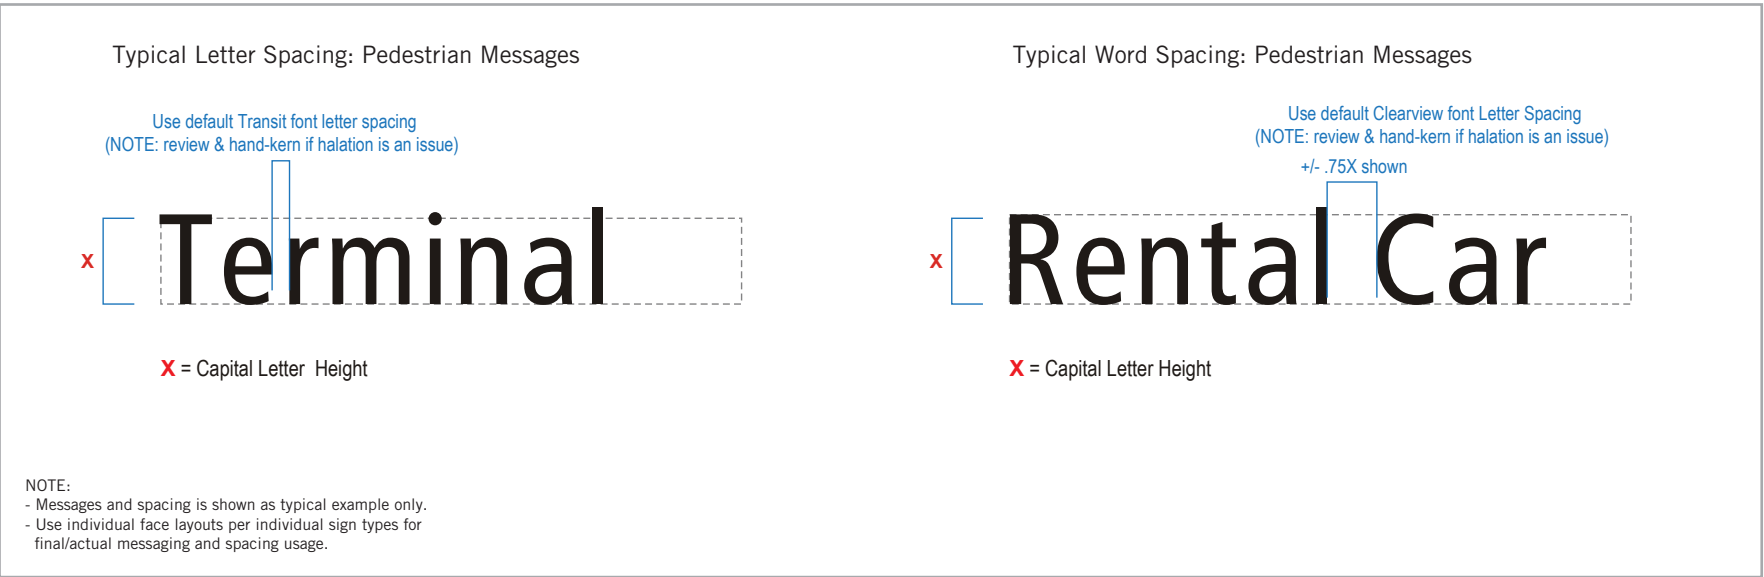 Typical Letter Spacing: Pedestrian Messages
Use default Transit font letter spacing
(NOTE: review & hand-kern if halation is an issue)
X
Terminal
X = Capital Letter Height
Typical Word Spacing: Pedestrian Messages
Use default Clearview font Letter Spacing
(NOTE: review & hand-kern if halation is an issue)
+/- .75X shown
X
Rental Car
X = Capital Letter Height
NOTE:
- Messages and spacing is shown as typical example only.
- Use individual face layouts per individual sign types for
final/actual messaging and spacing usage.